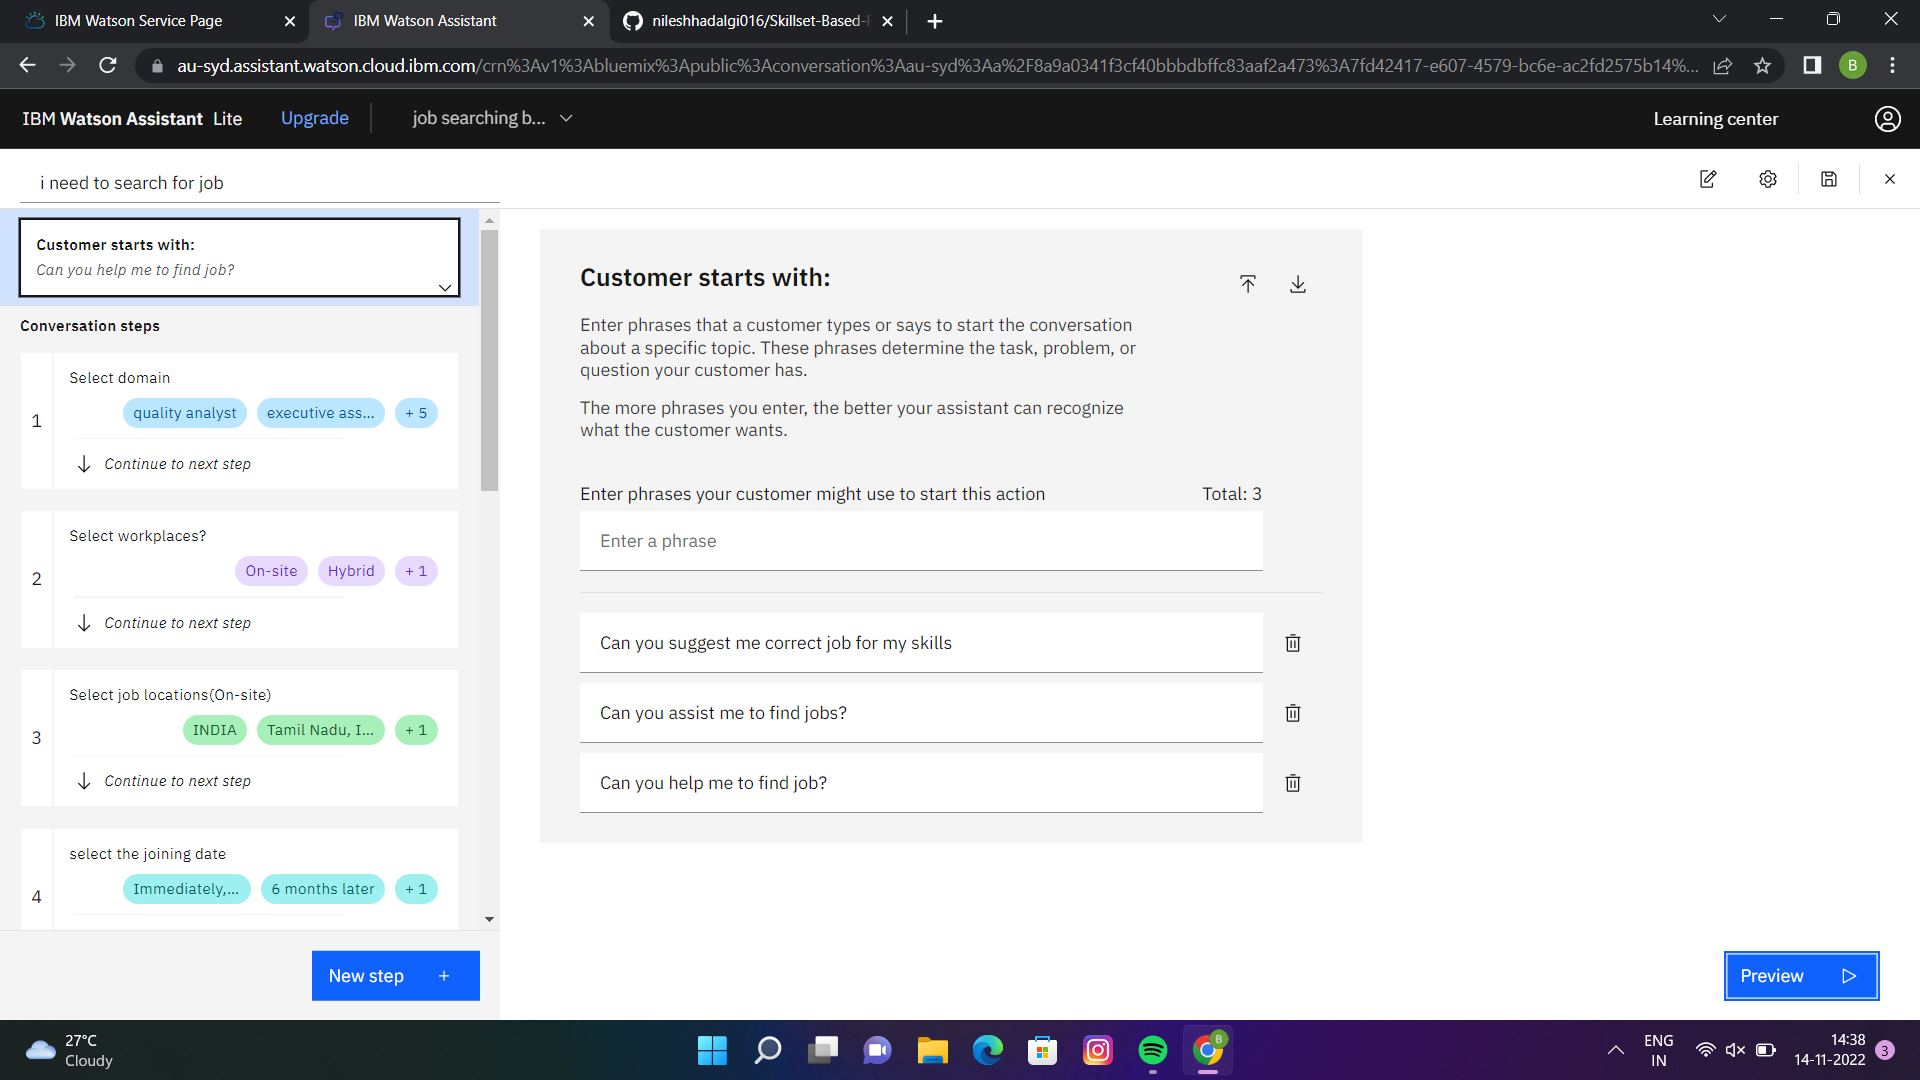 IBM Watson Service Page
IBM Watson Assistant
nileshhadalgi016/Skillset-Based-
au-syd.assistant.watson.cloud.ibm.com/crn%3Av1%3Abluemix%3Apublic%3Aconversation%3Aau-syd%3Aa%2F8a9a0341f3cf40bbbdbffc83aaf2a473%3A7fd42417-e607-4579-bc6e-ac2fd2575b14%...
B
IBM Watson Assistant Lite
Upgrade
job searching b...
Learning center
i need to search for job
Customer starts with:
Can you help me to find job?
Conversation steps
1
Select domain
quality analyst
executive ass...
+ 5
Continue to next step
2
Select workplaces?
On-site
Hybrid
+ 1
Continue to next step
3
Select job locations(On-site)
INDIA
Tamil Nadu, I...
+ 1
Continue to next step
4
select the joining date
Immediately,...
6 months later
+ 1
New step +
Customer starts with:
Enter phrases that a customer types or says to start the conversation
about a specific topic. These phrases determine the task, problem, or
question your customer has.
The more phrases you enter, the better your assistant can recognize
what the customer wants.
Enter phrases your customer might use to start this action
Total: 3
Enter a phrase
Can you suggest me correct job for my skills
Can you assist me to find jobs?
Can you help me to find job?
Preview
27°C
Cloudy
B
ENG
IN
14:38
14-11-2022
3